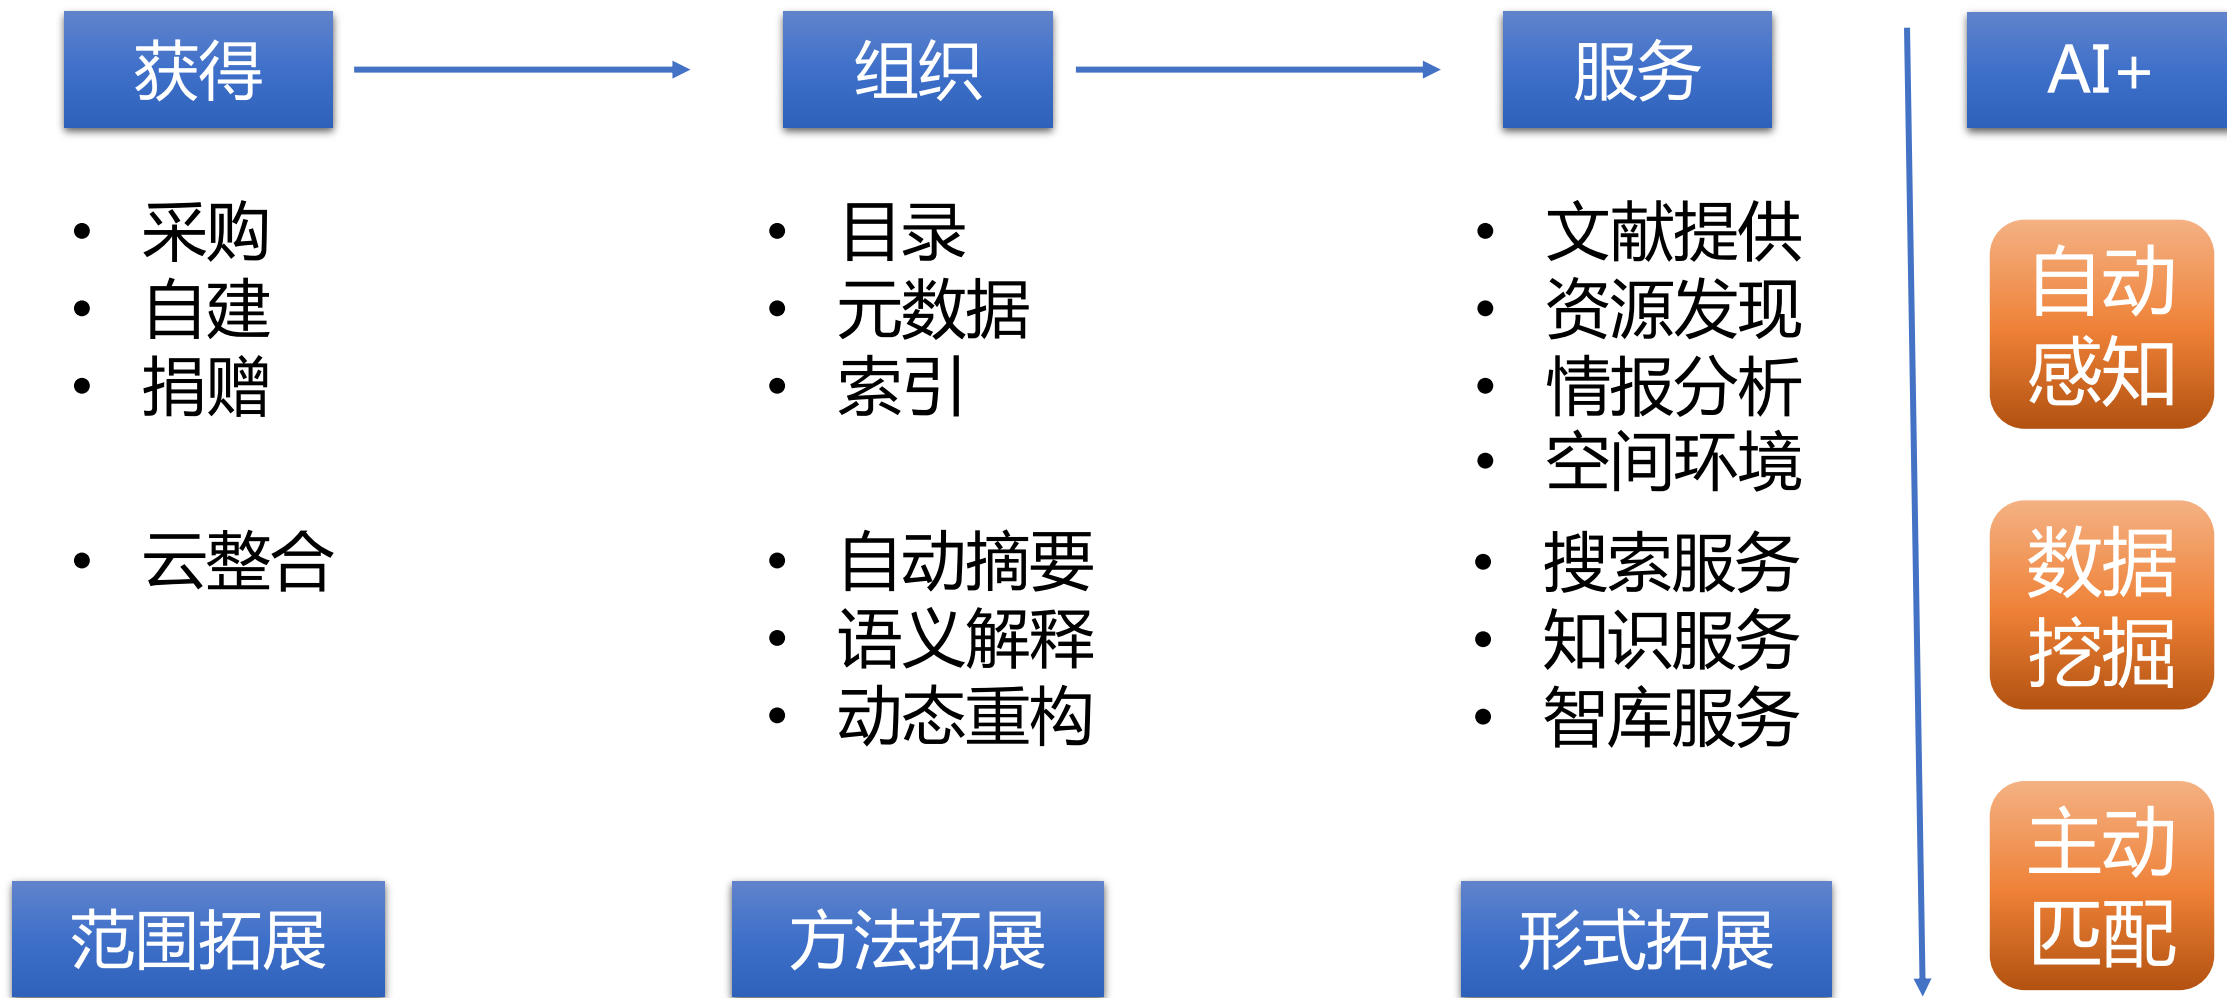 获得
组织
服务
AI+
• 采购
• 自建
• 捐赠
• 云整合
• 目录
• 元数据
• 索引
• 自动摘要
• 语义解释
• 动态重构
• 文献提供
• 资源发现
• 情报分析
• 空间环境
• 搜索服务
• 知识服务
• 智库服务
自动
感知
数据
挖掘
主动
匹配
范围拓展
方法拓展
形式拓展